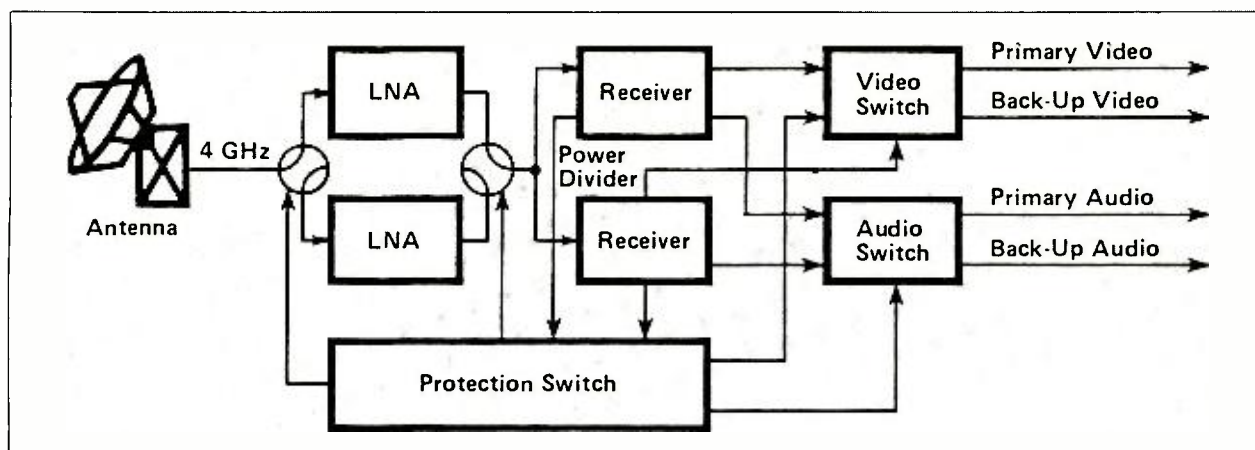 Antenna
4 GHz
LNA
LNA
Power
Divider
Receiver
Receiver
Video
Switch
Audio
Switch
Primary Video
Back-Up Video
Primary Audio
Back-Up Audio
Protection Switch